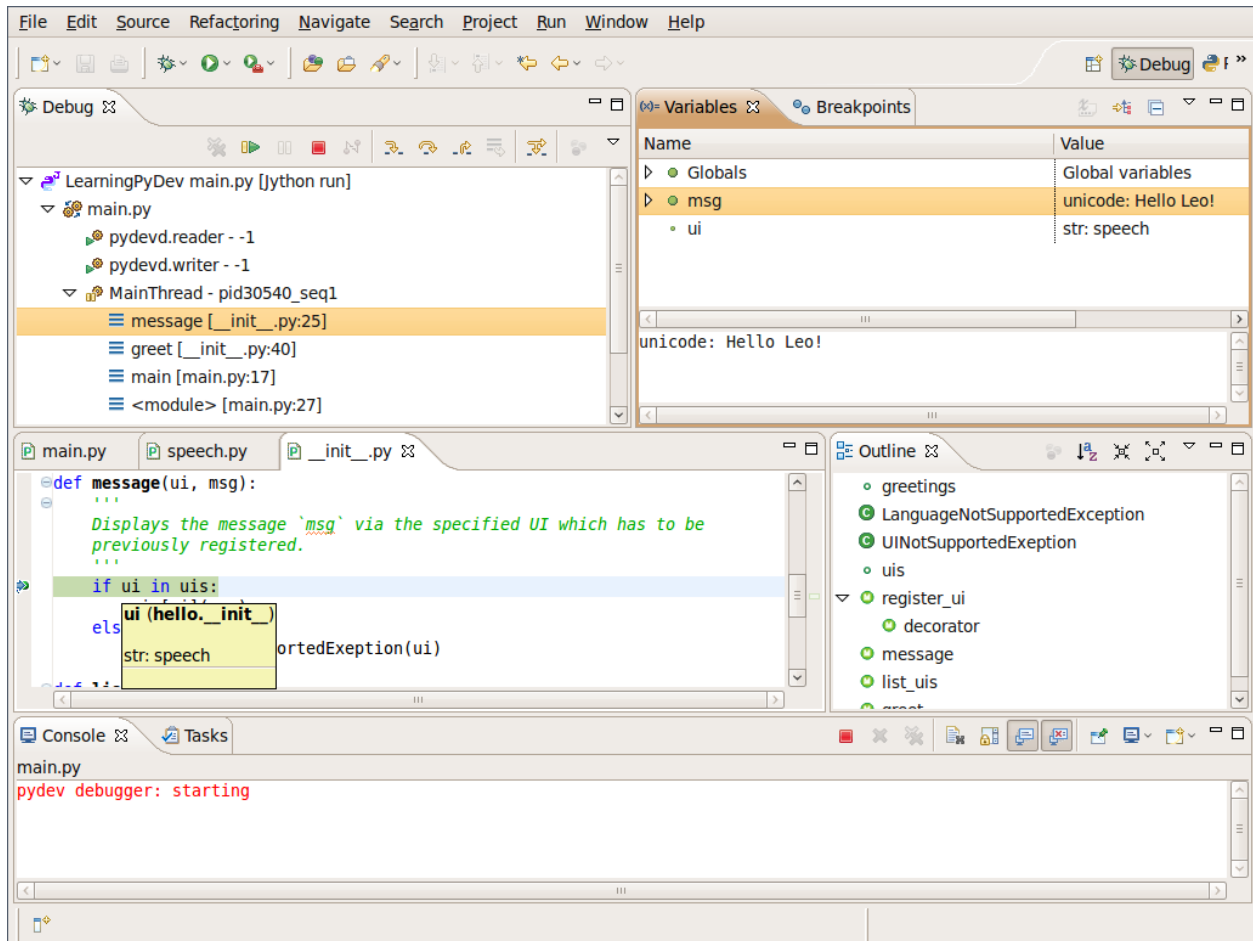 File Edit Source Refactoring Navigate Search Project Run Window Help
Debug
»
Debug
Variables
Breakpoints
LearningPyDev main.py [Jython run]
main.py
pydevd.reader - -1
pydevd.writer - -1
MainThread - pid30540_seq1
message [__init__.py:25]
greet [__init__.py:40]
main [main.py:17]
<module> [main.py:27]
Name Value
Globals Global variables
msg unicode: Hello Leo!
ui str: speech
unicode: Hello Leo!
main.py speech.py __init__.py
def message(ui, msg):
'''
Displays the message `msg` via the specified UI which has to be
previously registered.
'''
if ui in uis:
ui (hello.__init__)
els
str: speech
ortedExeption(ui)
Outline
greetings
LanguageNotSupportedException
UINotSupportedExeption
uis
register_ui
decorator
message
list_uis
greet
Console Tasks
main.py
pydev debugger: starting